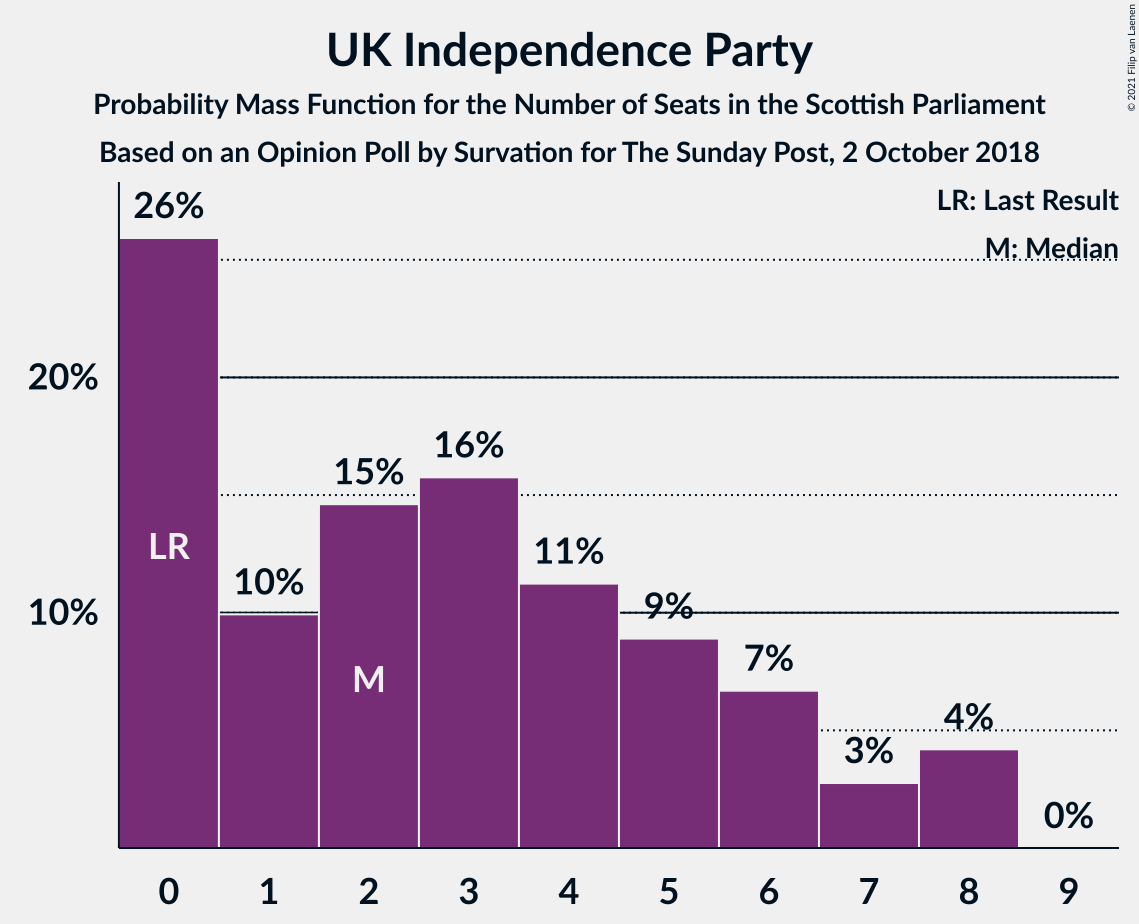 UK Independence Party
Probability Mass Function for the Number of Seats in the Scottish Parliament
Based on an Opinion Poll by Survation for The Sunday Post, 2 October 2018
© 2021 Filip van Laenen
LR: Last Result
M: Median
26%
20%
16%
15%
11%
LR
10%
10%
9%
7%
M
4%
3%
0%
0 1 2 3 4 5 6 7 8 9